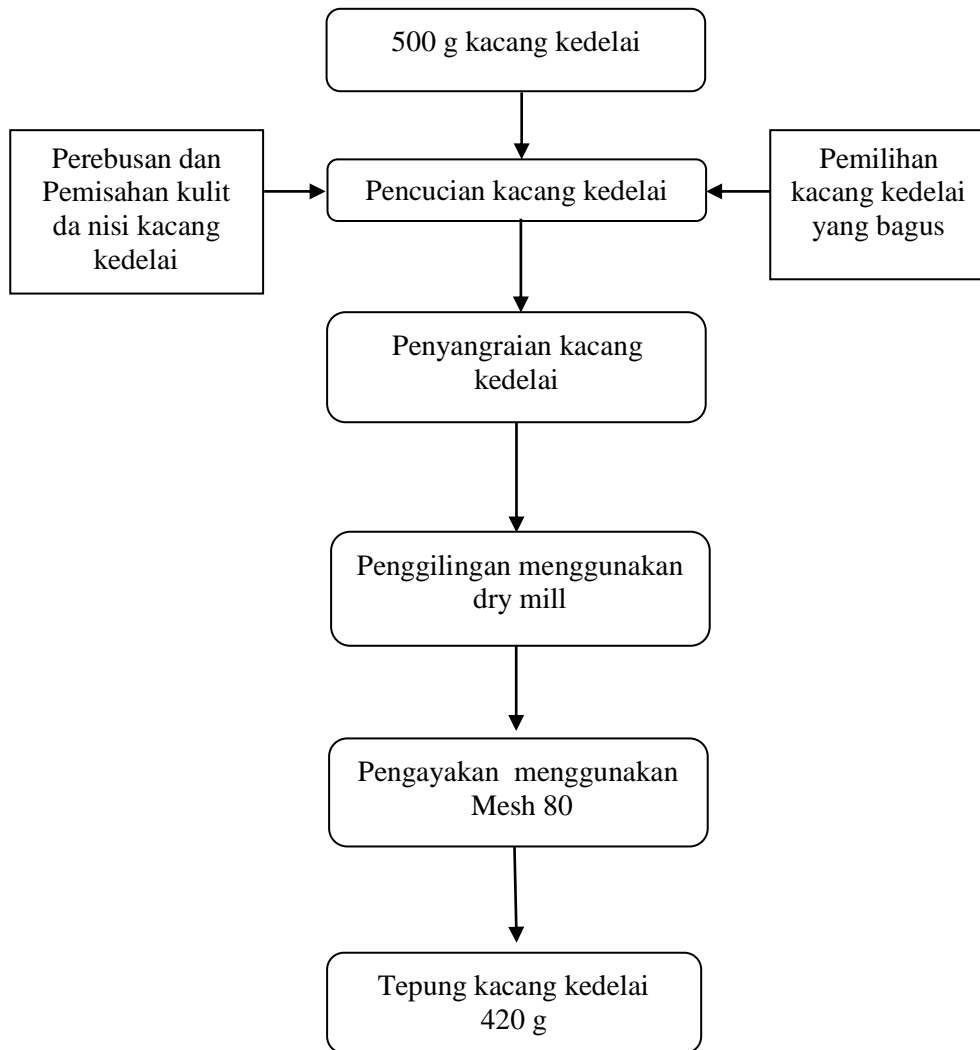 500 g kacang kedelai
Perebusan dan
Pemisahan kulit
da nisi kacang
kedelai
Pencucian kacang kedelai
Pemilihan
kacang kedelai
yang bagus
Penyangraian kacang
kedelai
Penggilingan menggunakan
dry mill
Pengayakan  menggunakan
Mesh 80
Tepung kacang kedelai
420 g